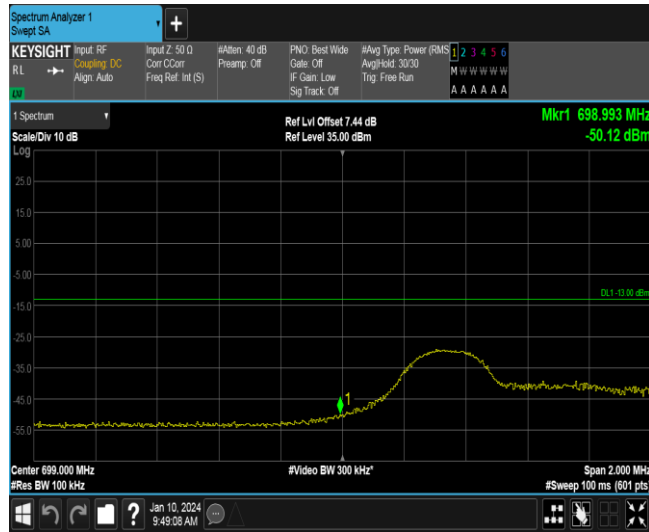 Spectrum Analyzer 1
Swept SA
+
KEYSIGHT
RL
LXI
Input: RF
Coupling: DC
Align: Auto
Input Z: 50 Ω
Corr CCorr
Freq Ref: Int (S)
#Atten: 40 dB
Preamp: Off
PNO: Best Wide
Gate: Off
IF Gain: Low
Sig Track: Off
#Avg Type: Power (RMS
Avg|Hold: 30/30
Trig: Free Run
1 2 3 4 5 6
M W W W W W
A A A A A A
1 Spectrum
Scale/Div 10 dB
Log
Ref Lvl Offset 7.44 dB
Ref Level 35.00 dBm
Mkr1 698.993 MHz
-50.12 dBm
25.0
15.0
5.00
-5.00
DL1 -13.00 dBm
-15.0
-25.0
-35.0
-45.0
1
-55.0
Center 699.000 MHz
#Res BW 100 kHz
#Video BW 300 kHz*
Span 2.000 MHz
#Sweep 100 ms (601 pts)
?
Jan 10, 2024
9:49:08 AM